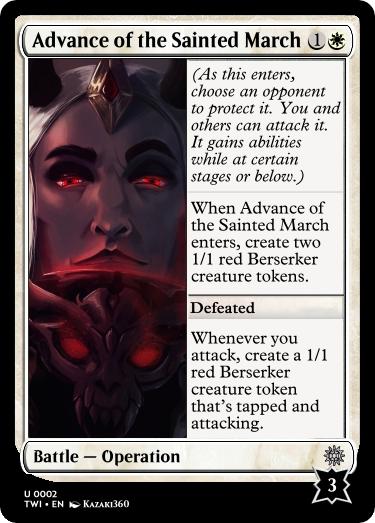 Advance of the Sainted March 1
(As this enters,
choose an opponent
to protect it. You and
others can attack it.
It gains abilities
while at certain
stages or below.)
When Advance of
the Sainted March
enters, create two
1/1 red Berserker
creature tokens.
Defeated
Whenever you
attack, create a 1/1
red Berserker
creature token
that's tapped and
attacking.
Battle — Operation
3
U 0002
TWI • EN Kazaki360